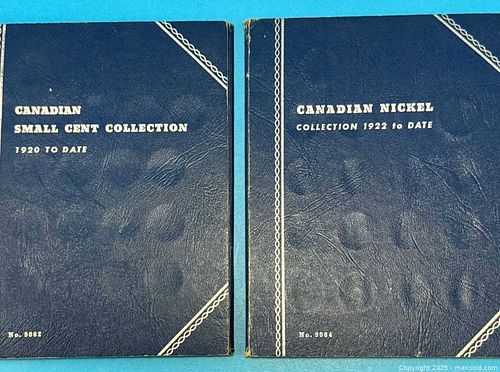 CANADIAN
SMALL CENT COLLECTION
1920 TO DATE
No. 9062
CANADIAN NICKEL
COLLECTION 1922 to DATE
No. 9064
Copyright 2025 - maxsold.com